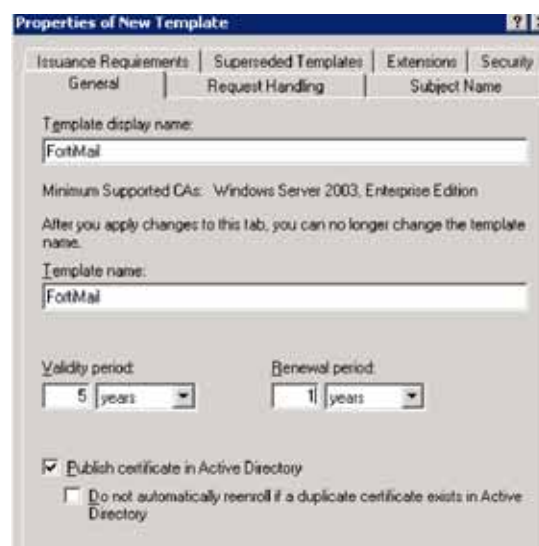 Properties of New Template
Issuance Requirements Superseded Templates Extensions Security
General Request Handling Subject Name
Template display name:
FortiMail
Minimum Supported CAs: Windows Server 2003, Enterprise Edition
After you apply changes to this tab, you can no longer change the template
name.
Template name:
FortiMail
Validity period: Renewal period:
5 years 1 years
Publish certificate in Active Directory
Do not automatically reenroll if a duplicate certificate exists in Active
Directory